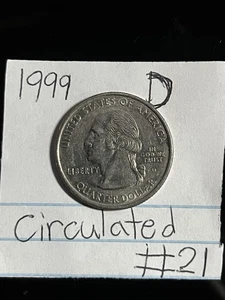 1999 D
UNITED STATES OF AMERICA
LIBERTY
IN
GOD WE
TRUST
QUARTER DOLLAR
Circulated
#21